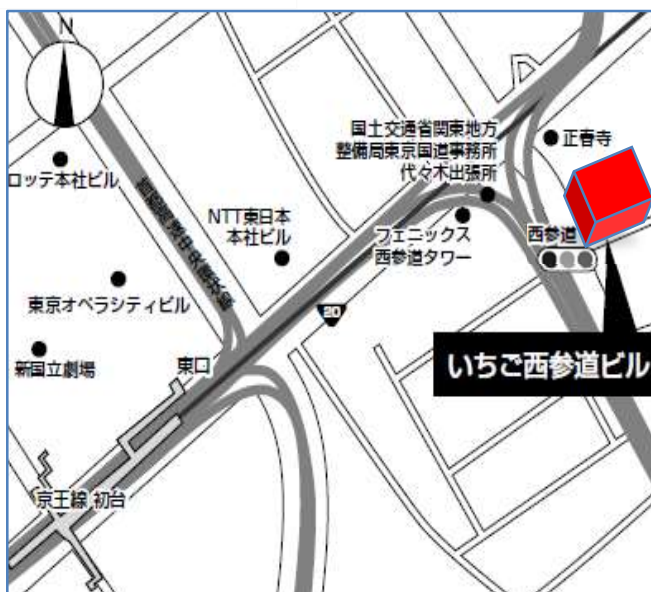 N
国土交通省関東地方
整備局東京国道事務所
代々木出張所
正春寺
ロッテ本社ビル
NTT東日本
本社ビル
フェニックス
西参道タワー
西参道
東京オペラシティビル
20
新国立劇場
東口
いちご西参道ビル
京王線 初台